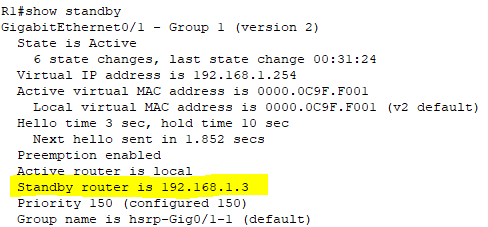 R1#show standby
GigabitEthernet0/1 - Group 1 (version 2)
State is Active
6 state changes, last state change 00:31:24
Virtual IP address is 192.168.1.254
Active virtual MAC address is 0000.0C9F.F001
Local virtual MAC address is 0000.0C9F.F001 (v2 default)
Hello time 3 sec, hold time 10 sec
Next hello sent in 1.852 secs
Preemption enabled
Active router is local
Standby router is 192.168.1.3
Priority 150 (configured 150)
Group name is hsrp-Gig0/1-1 (default)